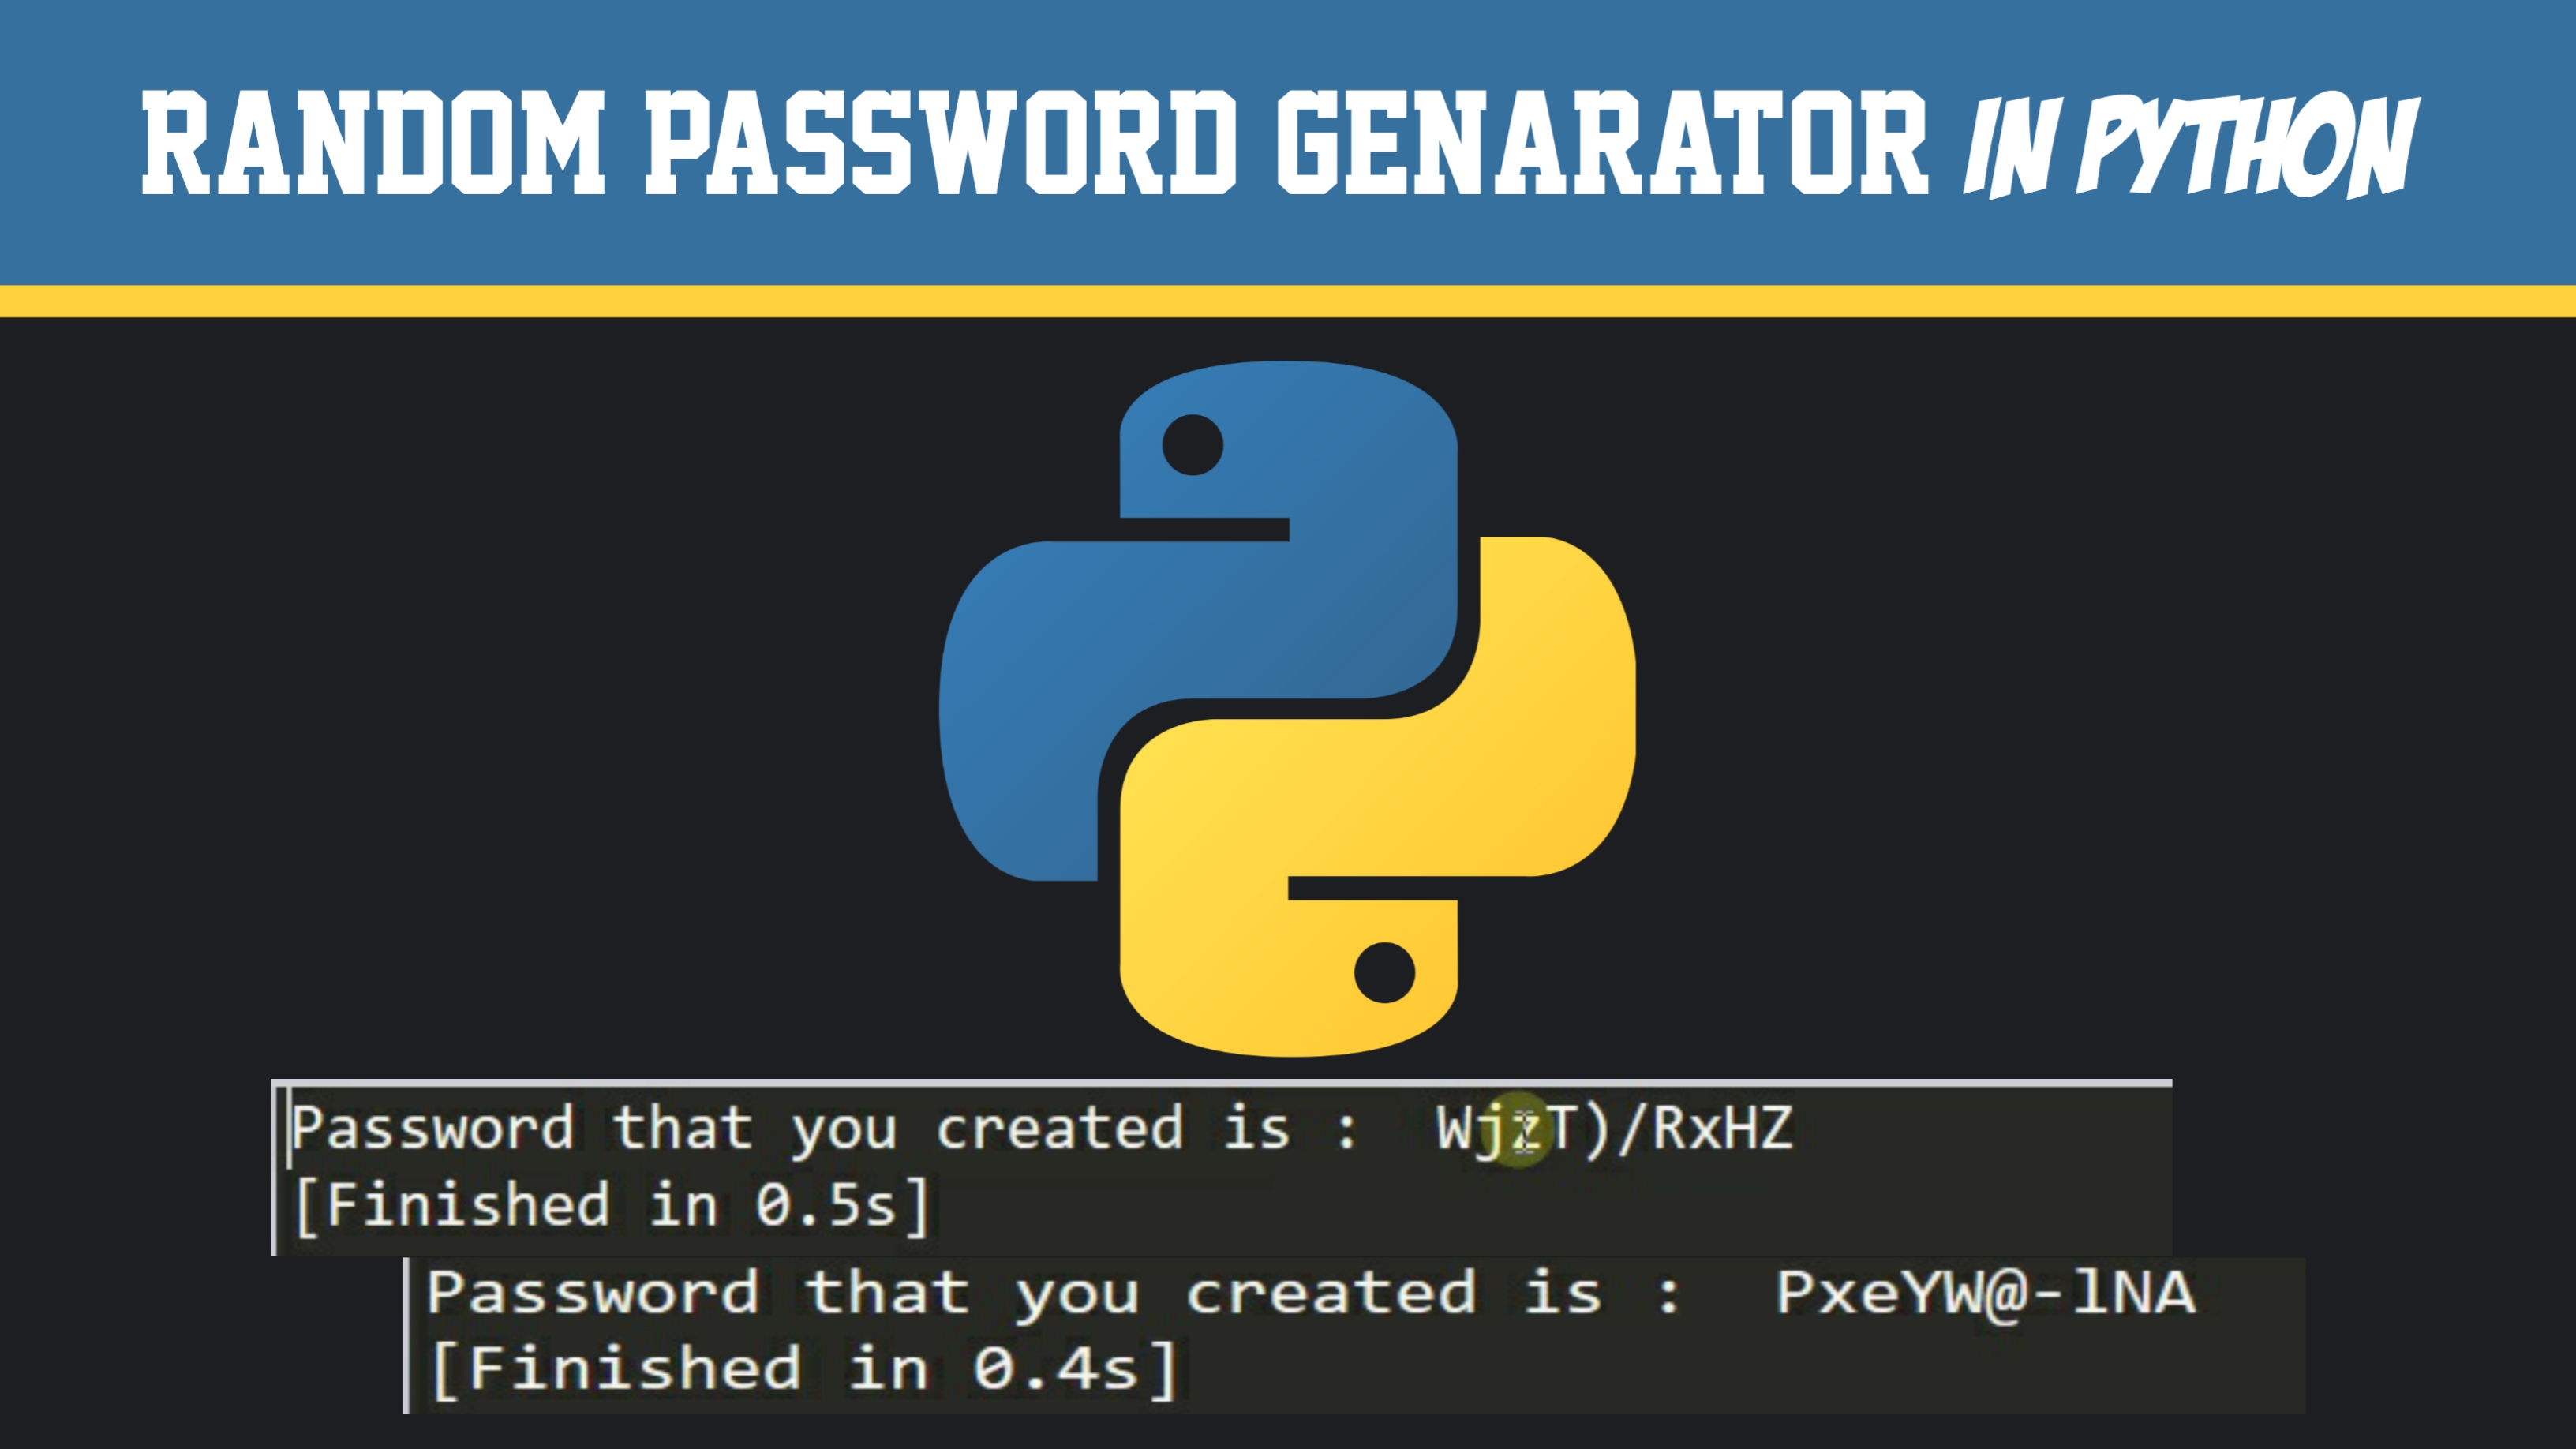 RANDOM PASSWORD GENARATOR IN PYTHON
Password that you created is :  WjzT)/RxHZ
[Finished in 0.5s]
Password that you created is :  PxeYW@-lNA
[Finished in 0.4s]